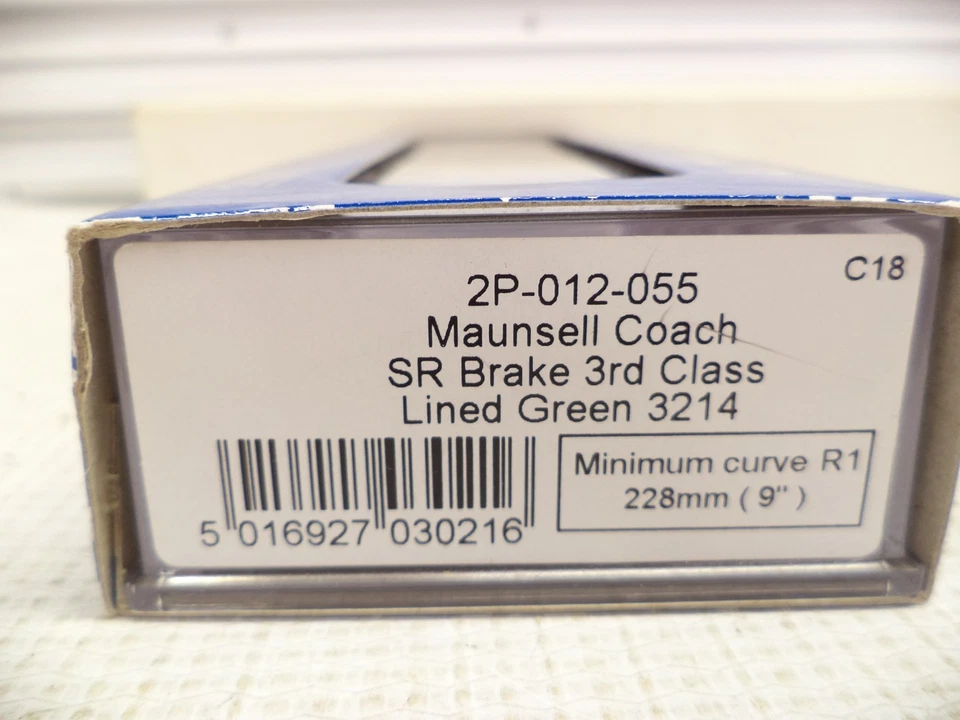 C18
2P-012-055
Maunsell Coach
SR Brake 3rd Class
Lined Green 3214
Minimum curve R1
228mm ( 9" )
5 016927 030216